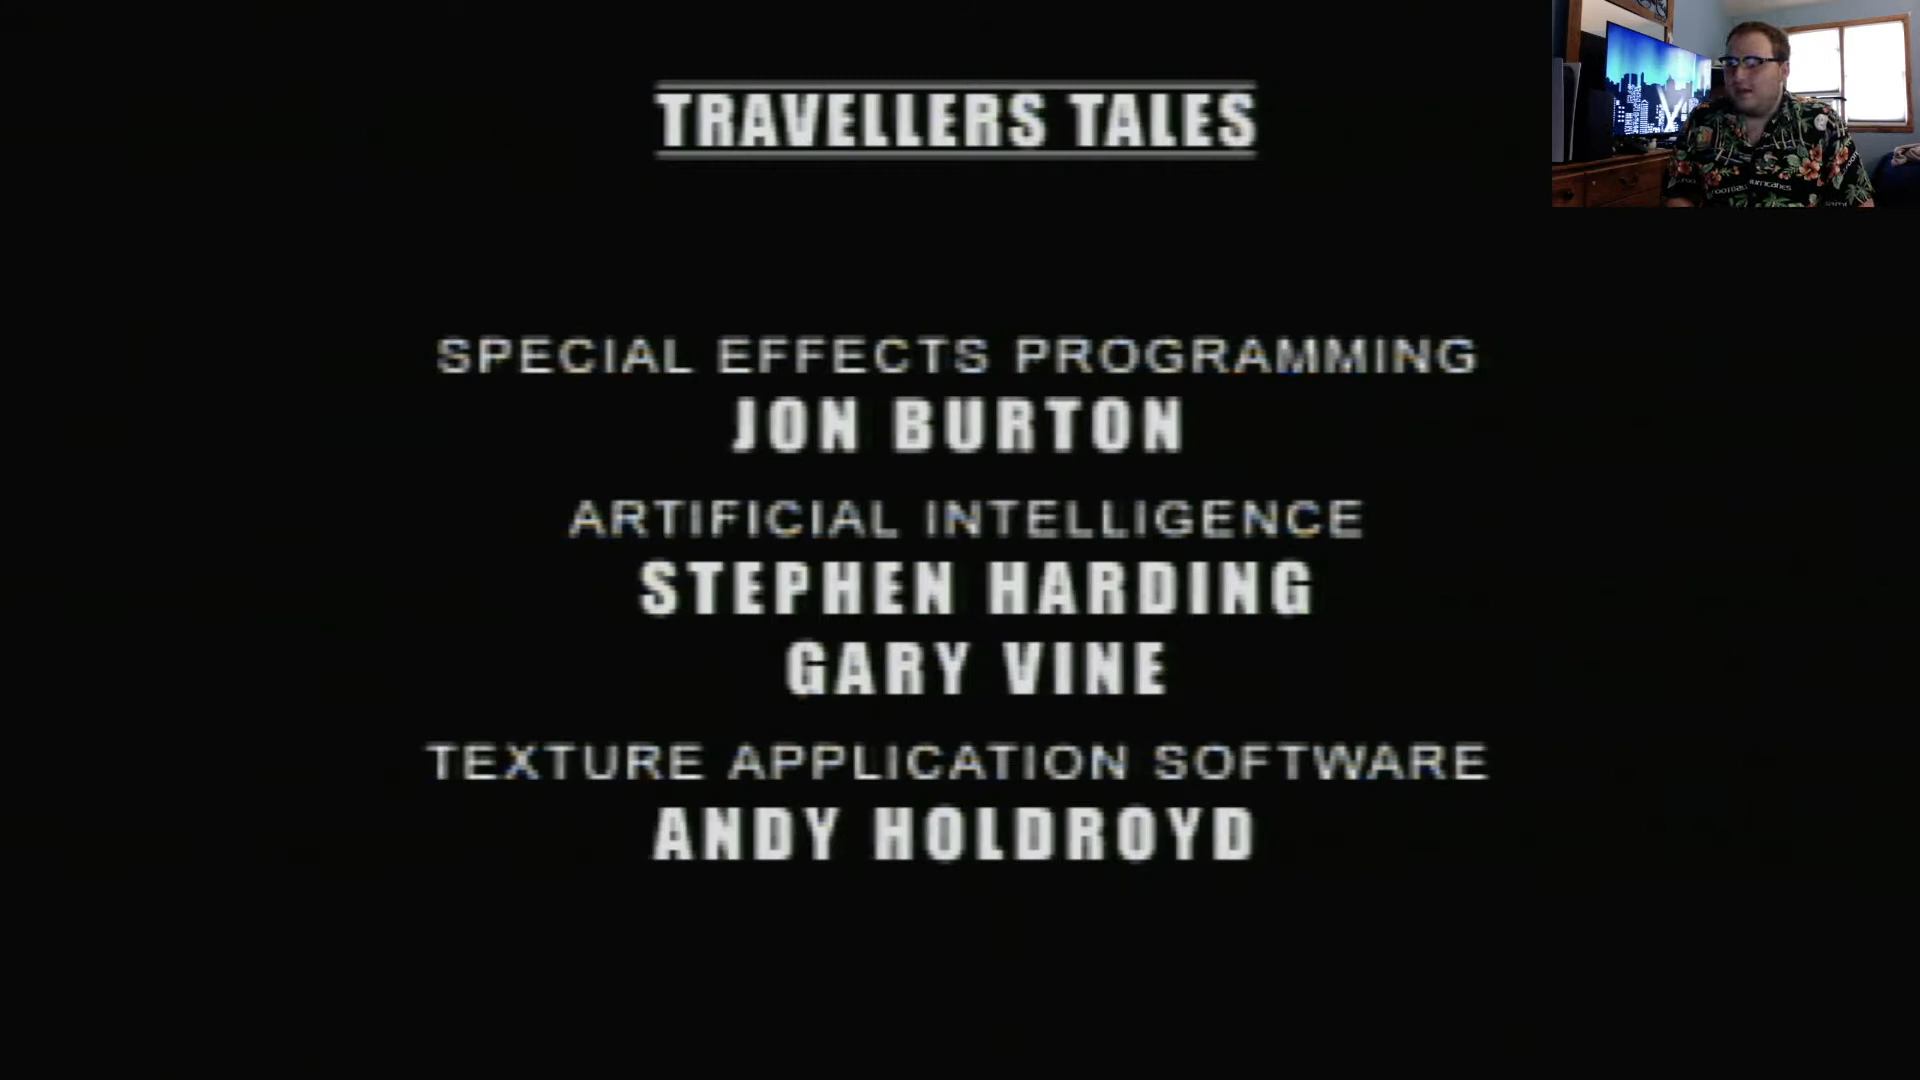 TRAVELLERS TALES
SPECIAL EFFECTS PROGRAMMING
JON BURTON
ARTIFICIAL INTELLIGENCE
STEPHEN HARDING
GARY VINE
TEXTURE APPLICATION SOFTWARE
ANDY HOLDROYD